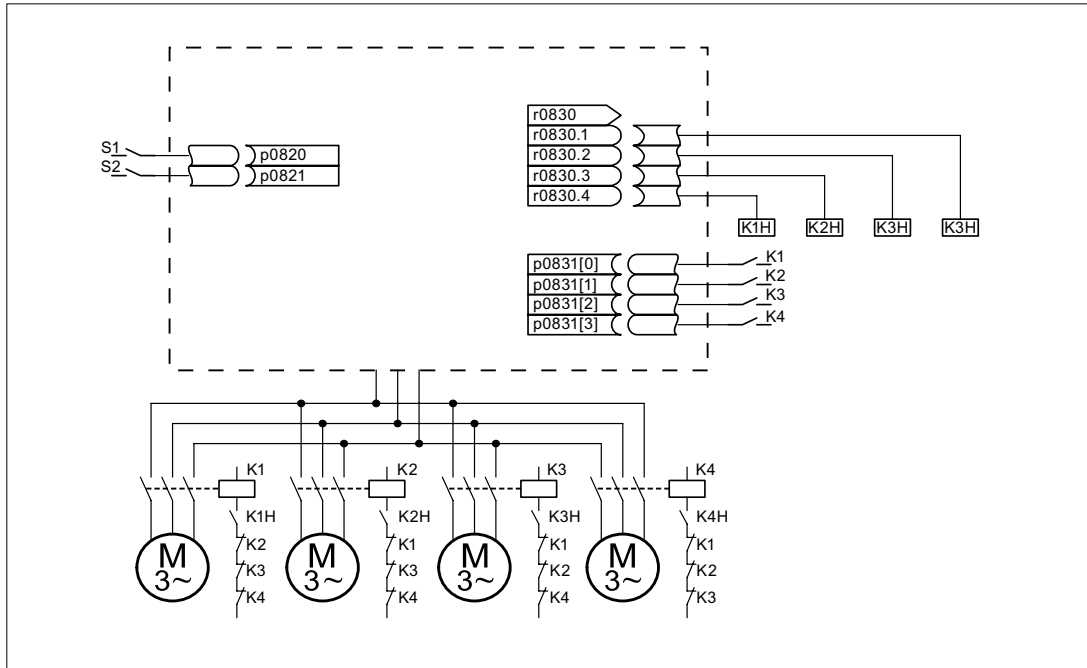 r0830
r0830.1
S1
p0820
r0830.2
S2
p0821
r0830.3
r0830.4
K1H K2H K3H K3H
p0831[0] K1
p0831[1] K2
p0831[2] K3
p0831[3] K4
K1 K2 K3 K4
K1H K2H K3H K4H
M M M M
3~ 3~ 3~ 3~
K2 K1 K1 K1
K3 K3 K2 K2
K4 K4 K4 K3